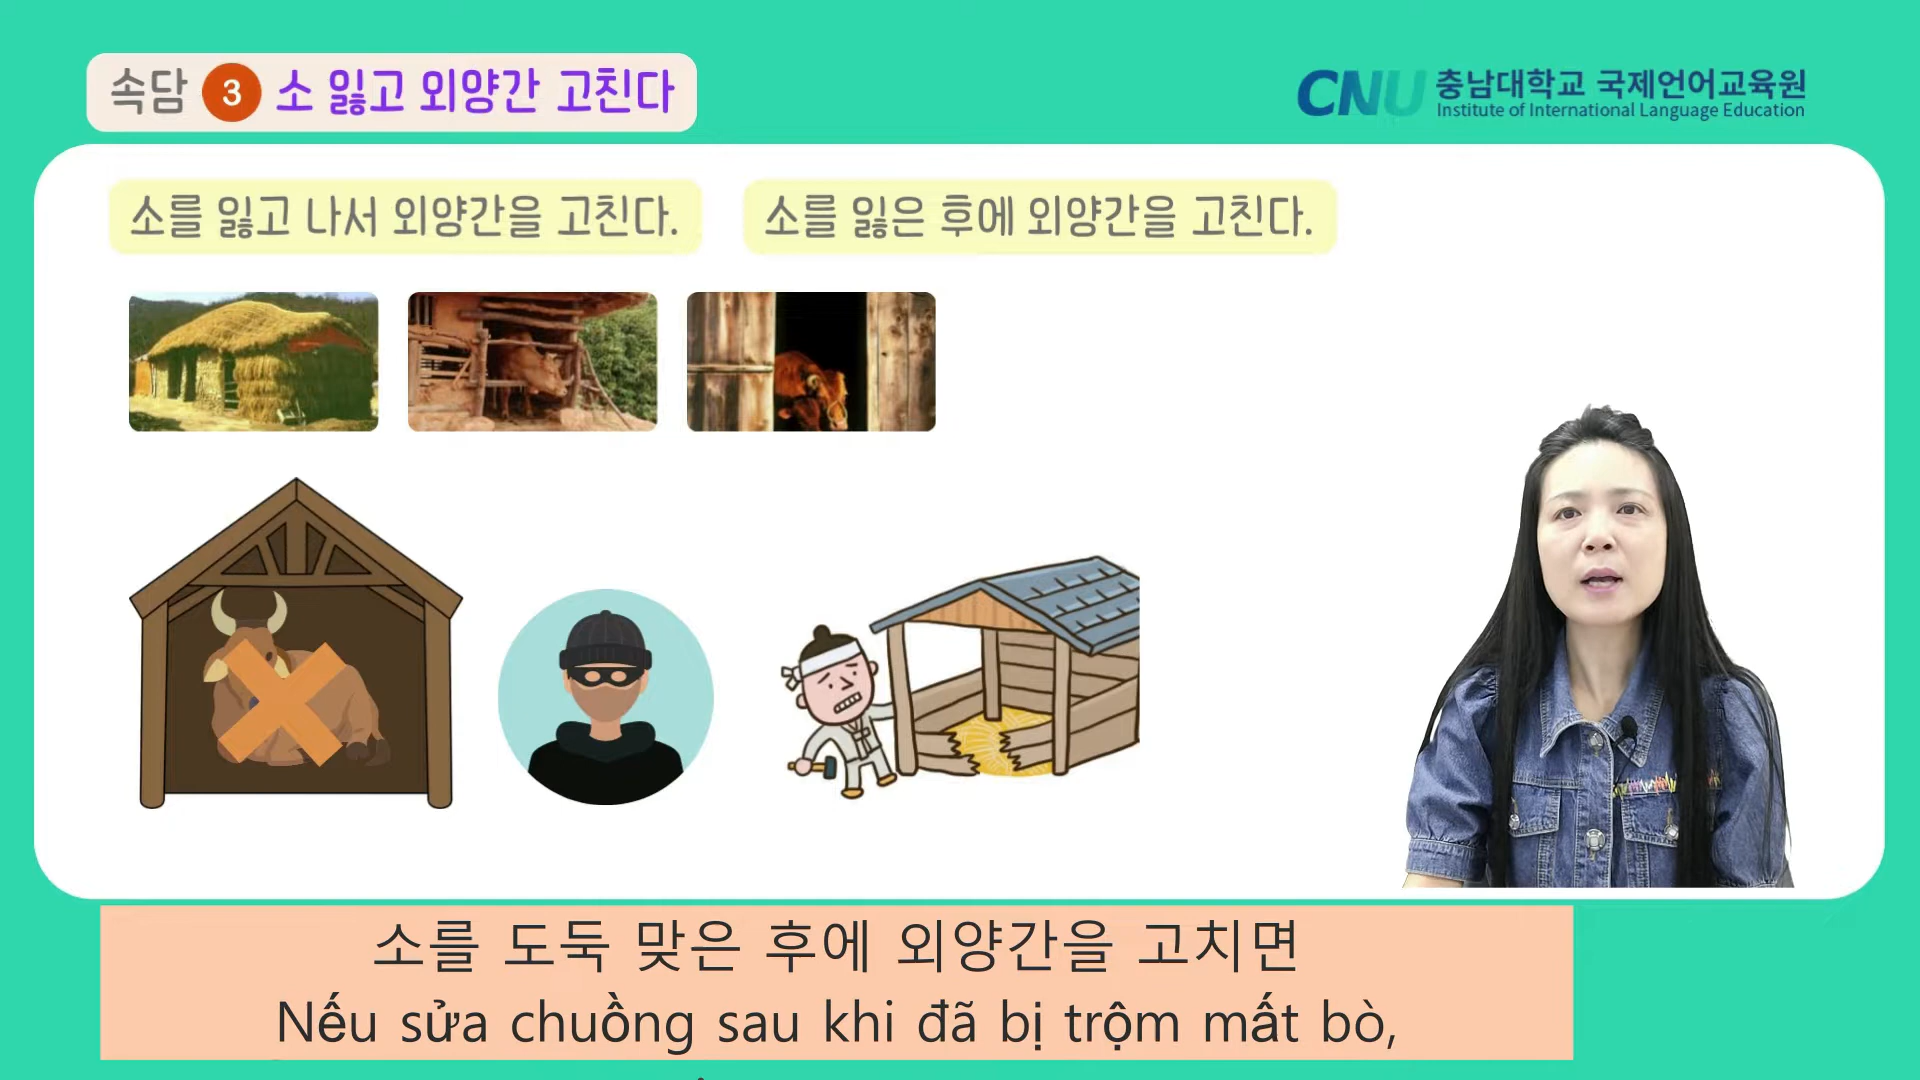 속담 3 소 잃고 외양간 고친다
CNU 충남대학교 국제언어교육원
Institute of International Language Education
소를 잃고 나서 외양간을 고친다.
소를 잃은 후에 외양간을 고친다.
소를 도둑 맞은 후에 외양간을 고치면
Nếu sửa chuồng sau khi đã bị trộm mất bò,